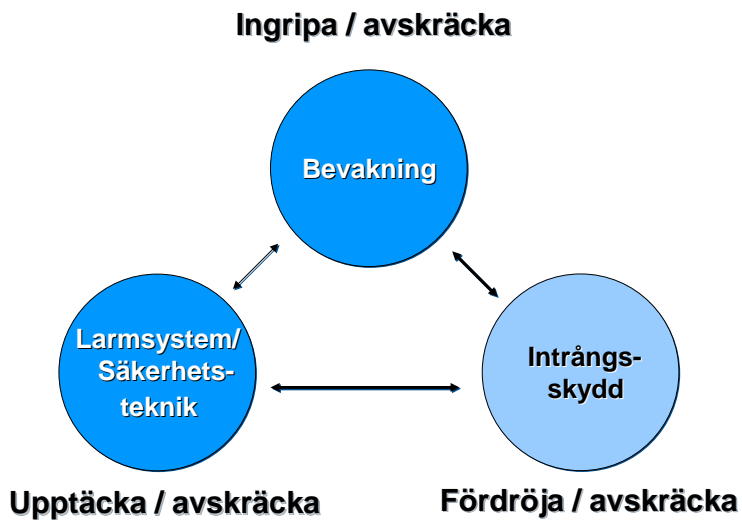 Ingripa / avskräcka
Bevakning
Larmsystem/
Säkerhets-
teknik
Intrångs-
skydd
Upptäcka / avskräcka
Fördröja / avskräcka